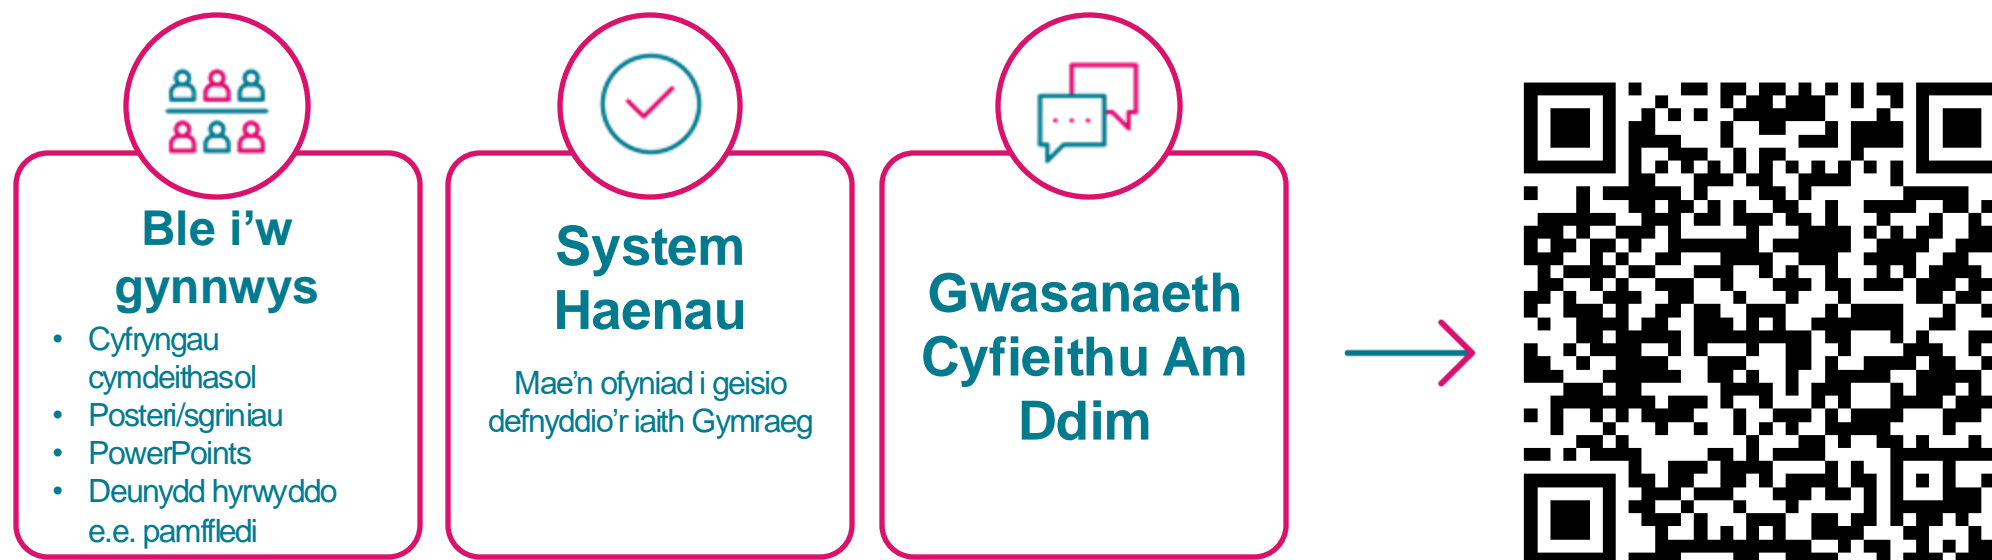 Ble i’w
gynnwys
• Cyfryngau
cymdeithasol
• Posteri/sgriniau
• PowerPoints
• Deunydd hyrwyddo
e.e. pamffledi
System
Haenau
Mae’n ofyniad i geisio
defnyddio’r iaith Gymraeg
Gwasanaeth
Cyfieithu Am
Ddim